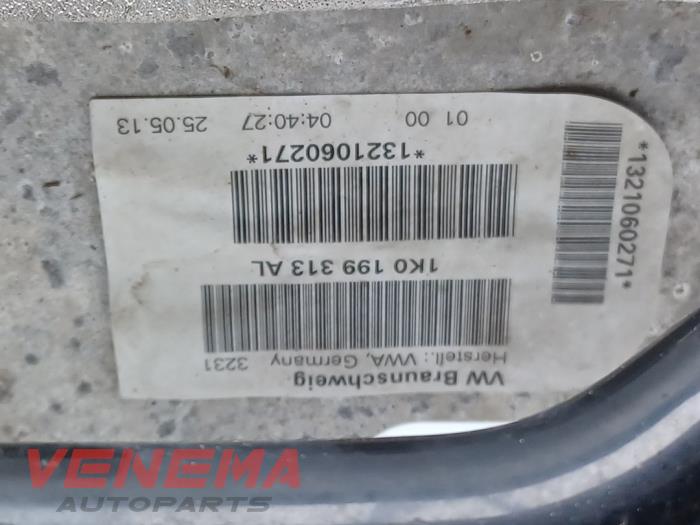 VW Braunschweig
Herstell.: VWA, Germany 3231
1K0 199 313 AL
*1321060271*
01 00 04:40:27 25.05.13
*1321060271*
VENEMA
AUTOPARTS